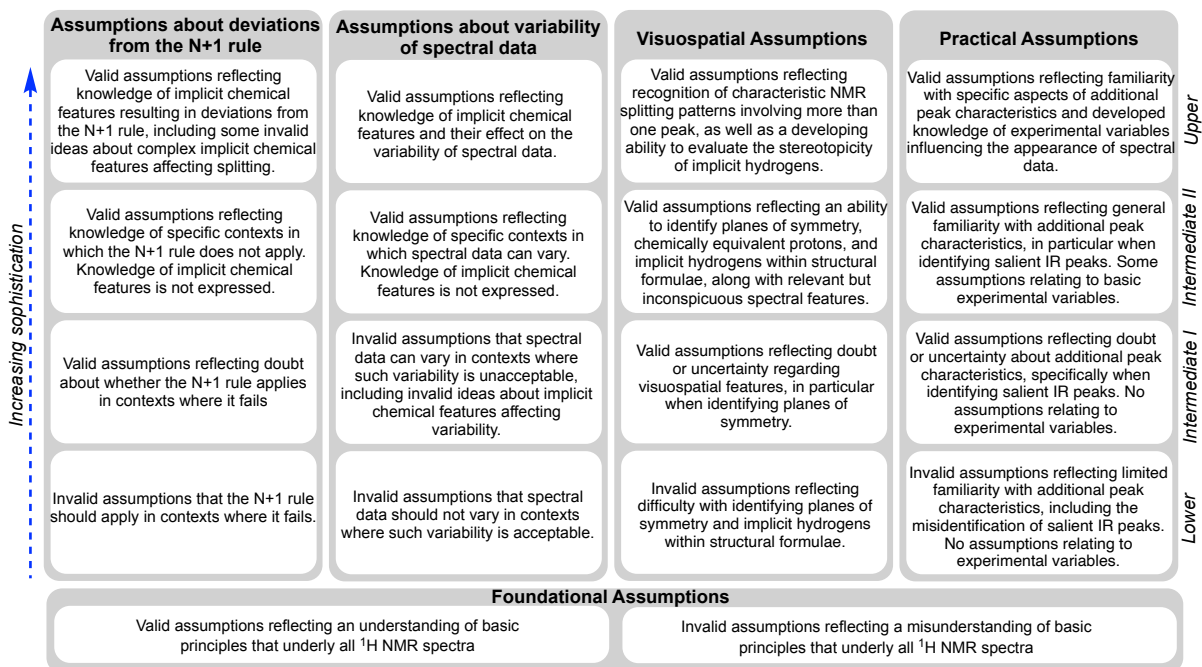 Assumptions about deviations
from the N+1 rule
Assumptions about variability
of spectral data
Visuospatial Assumptions
Practical Assumptions
Increasing sophistication
Valid assumptions reflecting
knowledge of implicit chemical
features resulting in deviations from
the N+1 rule, including some invalid
ideas about complex implicit chemical
features affecting splitting.
Valid assumptions reflecting
knowledge of implicit chemical
features and their effect on the
variability of spectral data.
Valid assumptions reflecting
recognition of characteristic NMR
splitting patterns involving more than
one peak, as well as a developing
ability to evaluate the stereotopicity
of implicit hydrogens.
Valid assumptions reflecting familiarity
with specific aspects of additional
peak characteristics and developed
knowledge of experimental variables
influencing the appearance of spectral
data.
Upper
Valid assumptions reflecting
knowledge of specific contexts in
which the N+1 rule does not apply.
Knowledge of implicit chemical
features is not expressed.
Valid assumptions reflecting
knowledge of specific contexts in
which spectral data can vary.
Knowledge of implicit chemical
features is not expressed.
Valid assumptions reflecting an ability
to identify planes of symmetry,
chemically equivalent protons, and
implicit hydrogens within structural
formulae, along with relevant but
inconspicuous spectral features.
Valid assumptions reflecting general
familiarity with additional peak
characteristics, in particular when
identifying salient IR peaks. Some
assumptions relating to basic
experimental variables.
Intermediate II
Valid assumptions reflecting doubt
about whether the N+1 rule applies
in contexts where it fails
Invalid assumptions that spectral
data can vary in contexts where
such variability is unacceptable,
including invalid ideas about implicit
chemical features affecting
variability.
Valid assumptions reflecting doubt
or uncertainty regarding
visuospatial features, in particular
when identifying planes of
symmetry.
Valid assumptions reflecting doubt
or uncertainty about additional peak
characteristics, specifically when
identifying salient IR peaks. No
assumptions relating to
experimental variables.
Intermediate I
Invalid assumptions that the N+1 rule
should apply in contexts where it fails.
Invalid assumptions that spectral
data should not vary in contexts
where such variability is acceptable.
Invalid assumptions reflecting
difficulty with identifying planes of
symmetry and implicit hydrogens
within structural formulae.
Invalid assumptions reflecting limited
familiarity with additional peak
characteristics, including the
misidentification of salient IR peaks.
No assumptions relating to
experimental variables.
Lower
Foundational Assumptions
Valid assumptions reflecting an understanding of basic
principles that underly all ¹H NMR spectra
Invalid assumptions reflecting a misunderstanding of basic
principles that underly all ¹H NMR spectra